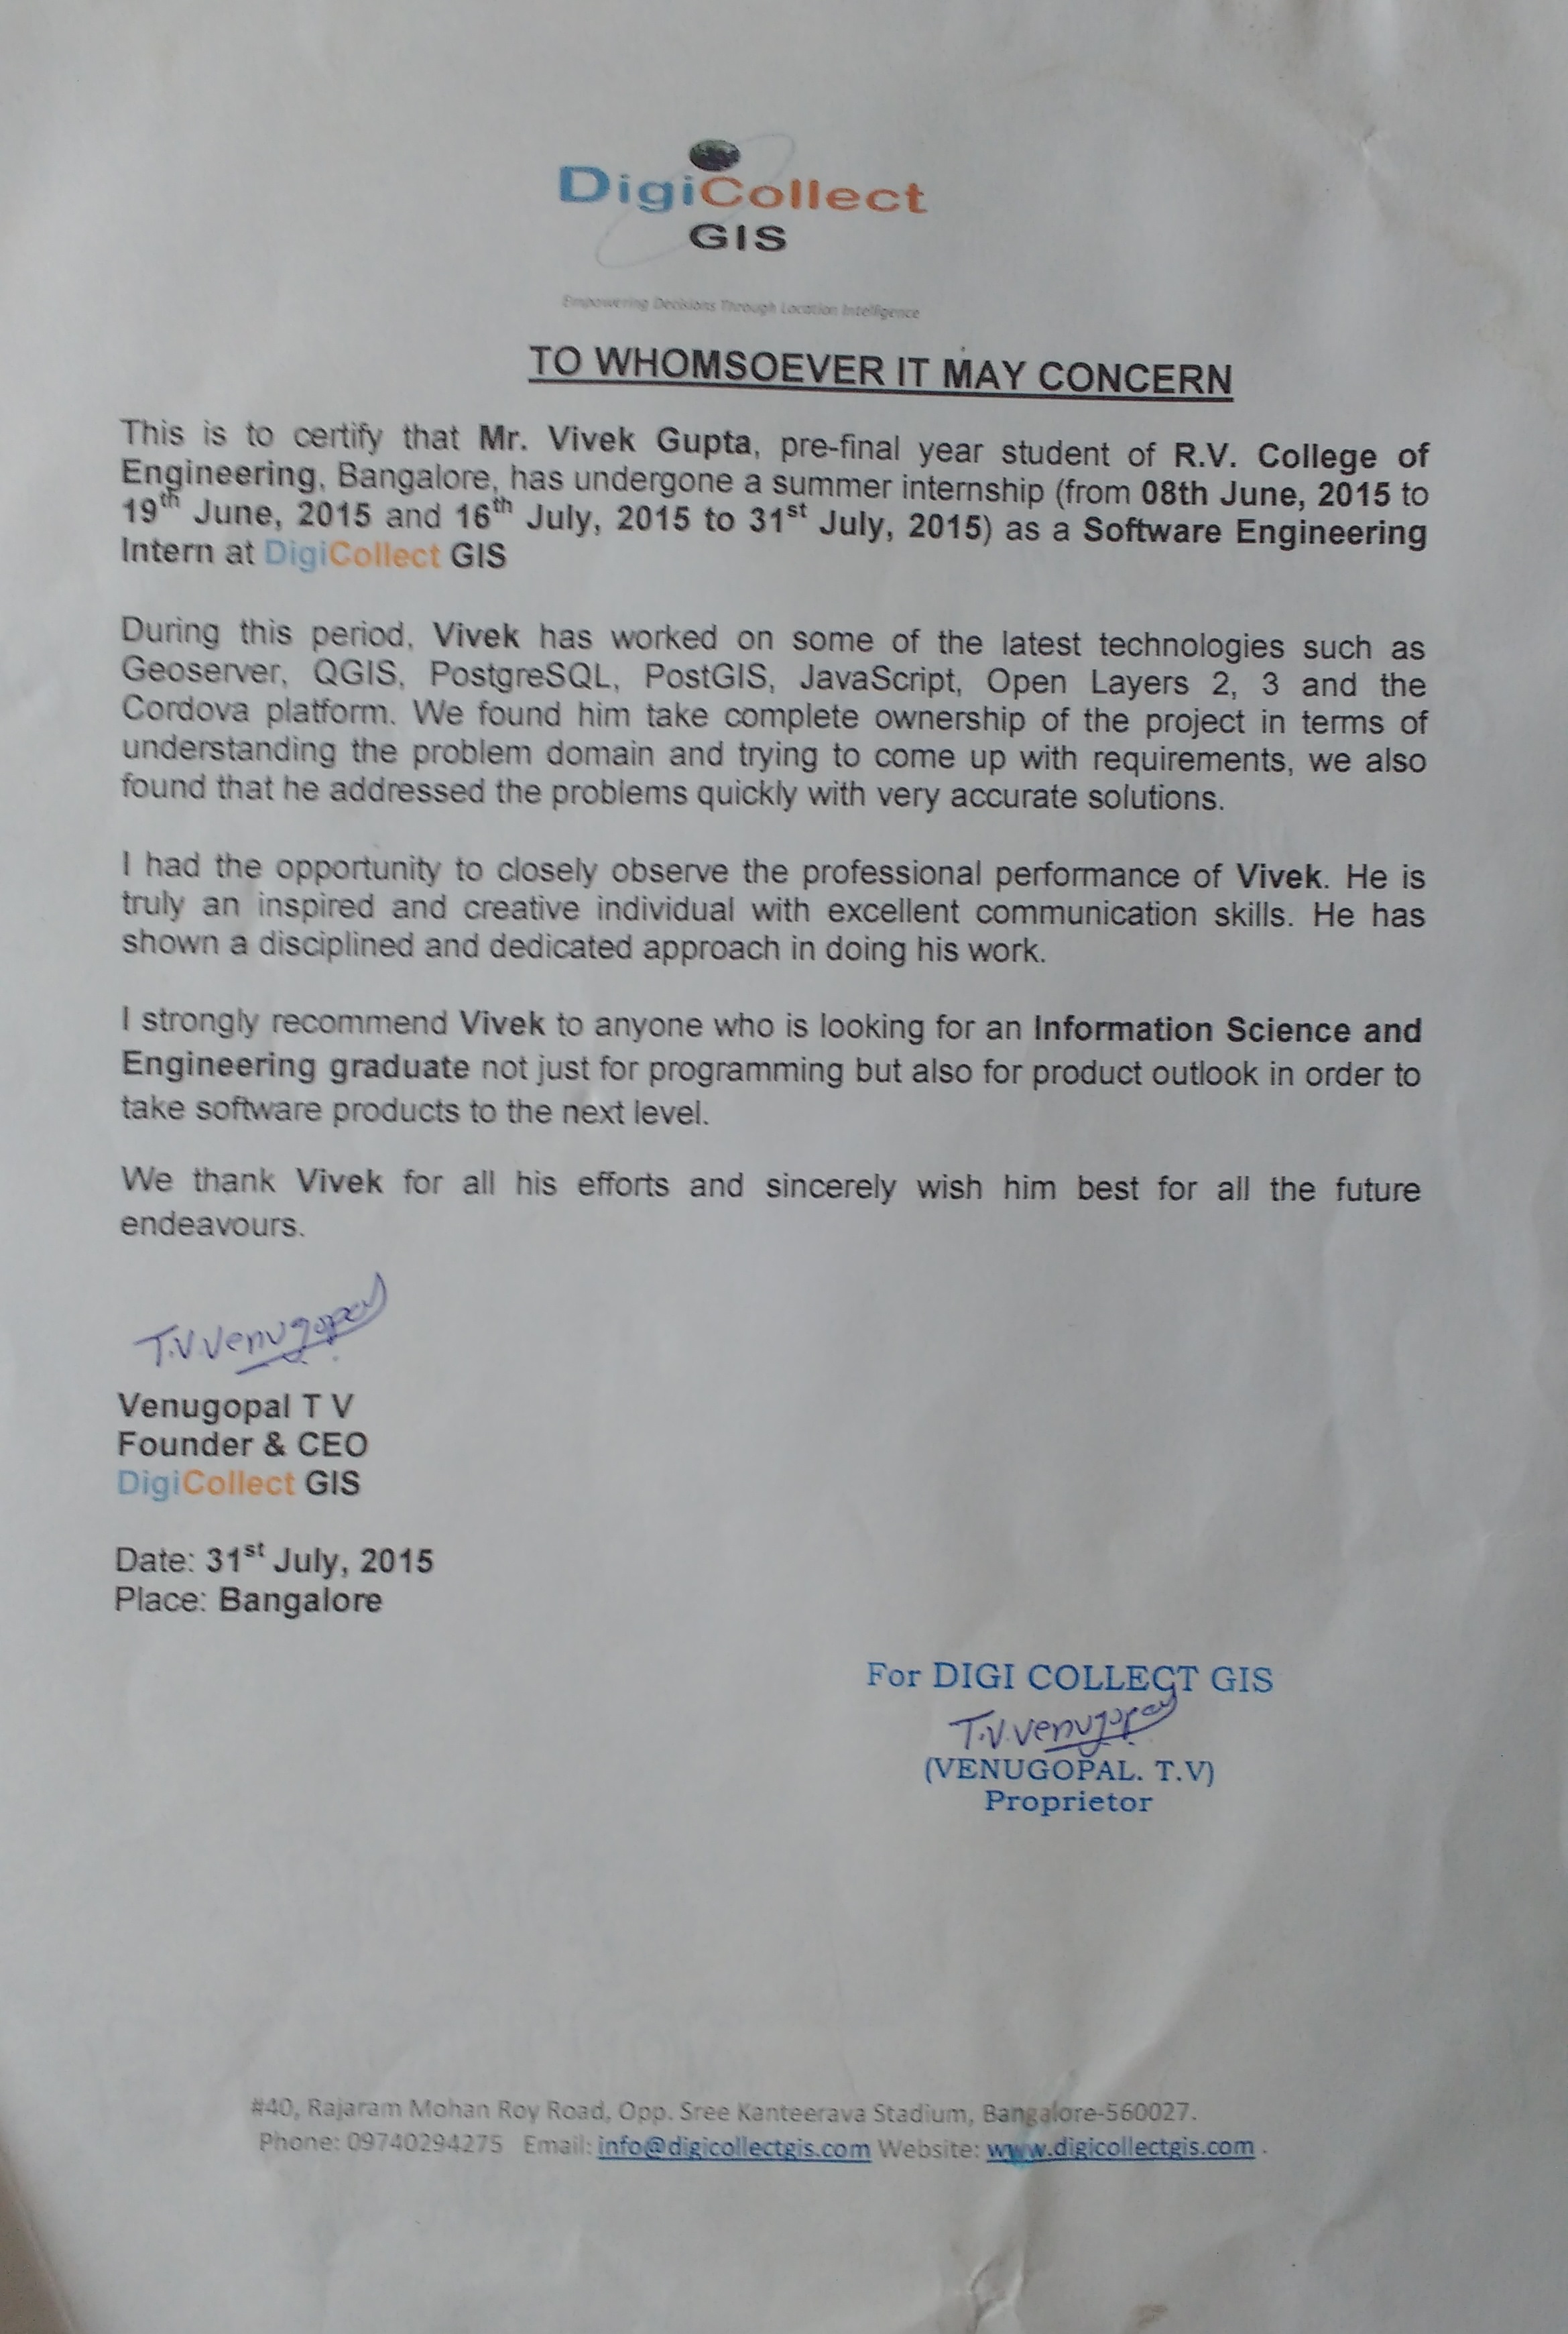 DigiCollect
GIS
Empowering Decisions Through Location Intelligence
TO WHOMSOEVER IT MAY CONCERN
This is to certify that Mr. Vivek Gupta, pre-final year student of R.V. College of
Engineering, Bangalore, has undergone a summer internship (from 08th June, 2015 to
19th June, 2015 and 16th July, 2015 to 31st July, 2015) as a Software Engineering
Intern at DigiCollect GIS
During this period, Vivek has worked on some of the latest technologies such as
Geoserver, QGIS, PostgreSQL, PostGIS, JavaScript, Open Layers 2, 3 and the
Cordova platform. We found him take complete ownership of the project in terms of
understanding the problem domain and trying to come up with requirements, we also
found that he addressed the problems quickly with very accurate solutions.
I had the opportunity to closely observe the professional performance of Vivek. He is
truly an inspired and creative individual with excellent communication skills. He has
shown a disciplined and dedicated approach in doing his work.
I strongly recommend Vivek to anyone who is looking for an Information Science and
Engineering graduate not just for programming but also for product outlook in order to
take software products to the next level.
We thank Vivek for all his efforts and sincerely wish him best for all the future
endeavours.
T.V.Venugopal
Venugopal T V
Founder & CEO
DigiCollect GIS
Date: 31st July, 2015
Place: Bangalore
For DIGI COLLECT GIS
T.V.Venugopal
(VENUGOPAL. T.V)
Proprietor
#40, Rajaram Mohan Roy Road, Opp. Sree Kanteerava Stadium, Bangalore-560027.
Phone: 09740294275 Email: info@digicollectgis.com Website: www.digicollectgis.com .